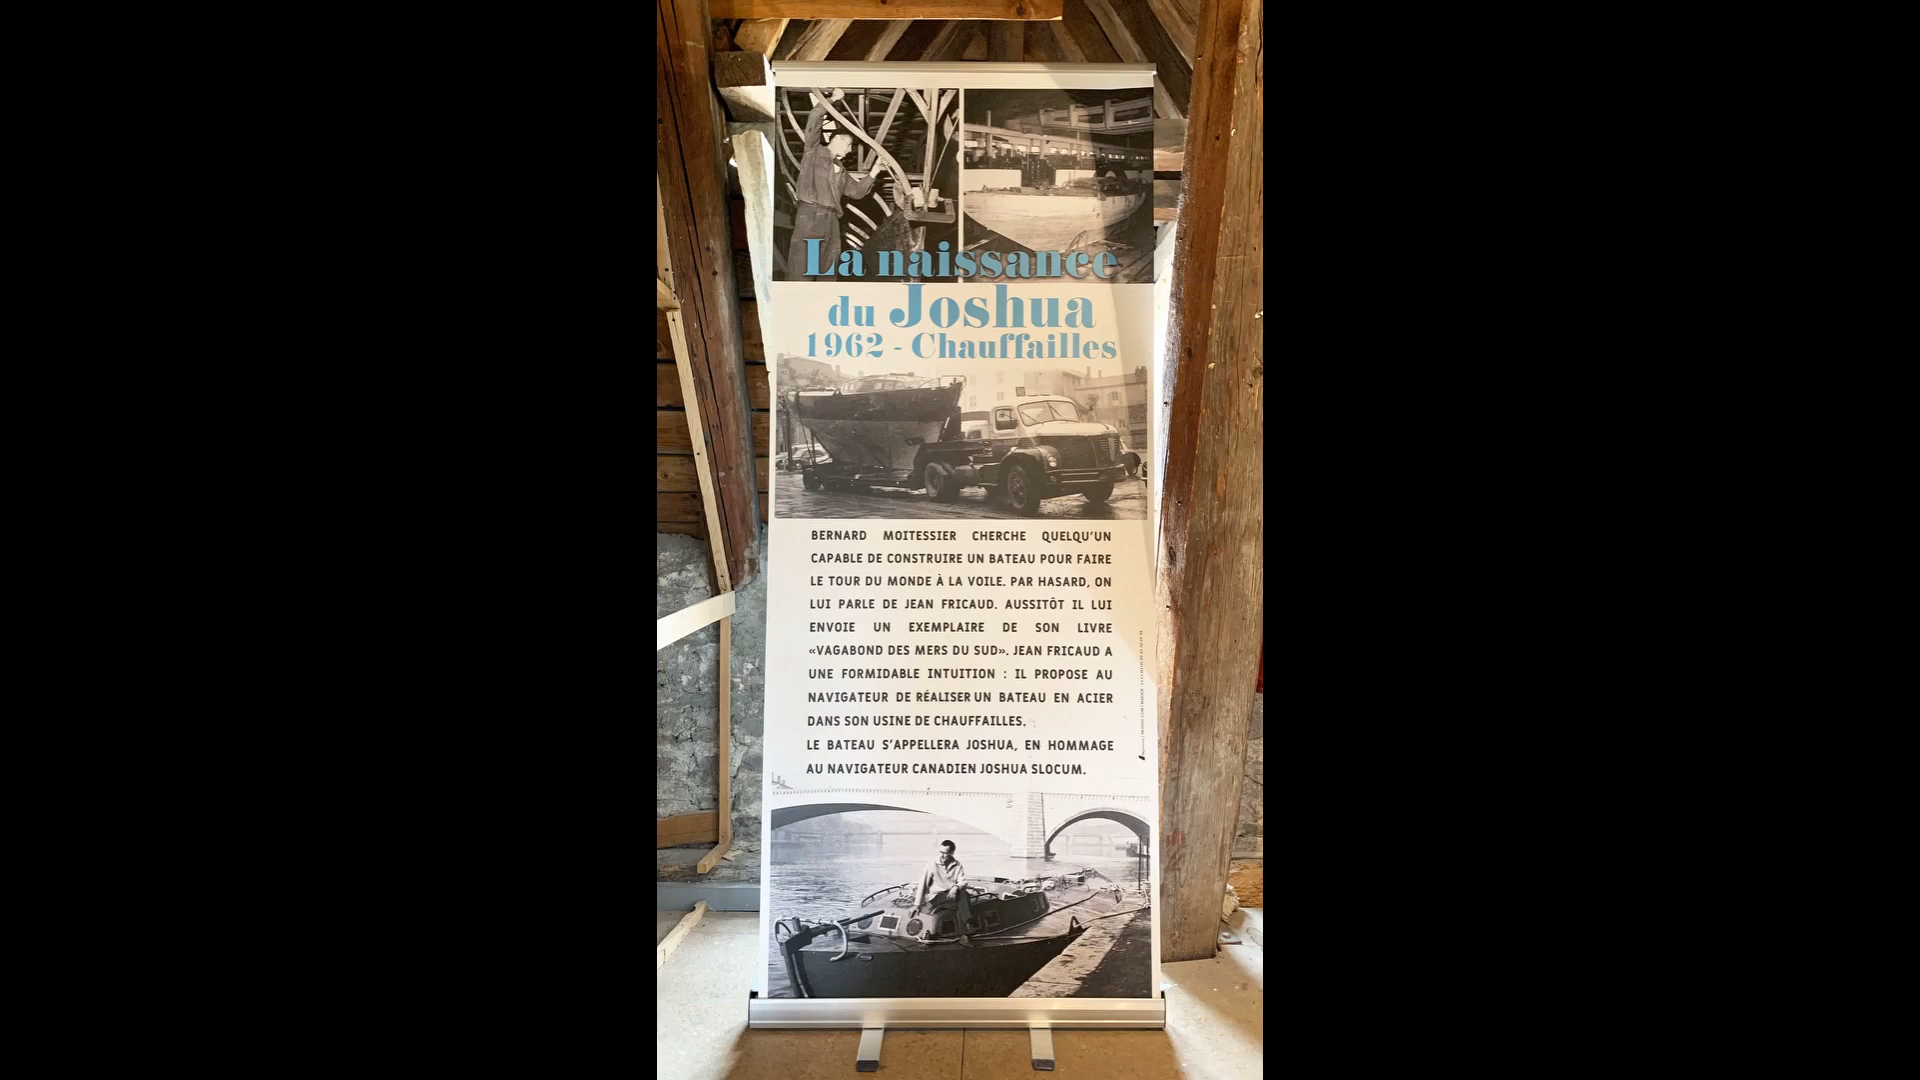 La naissance
du Joshua
1962 - Chauffailles
BERNARD MOITESSIER CHERCHE QUELQU'UN
CAPABLE DE CONSTRUIRE UN BATEAU POUR FAIRE
LE TOUR DU MONDE À LA VOILE. PAR HASARD, ON
LUI PARLE DE JEAN FRICAUD. AUSSITÔT IL LUI
ENVOIE UN EXEMPLAIRE DE SON LIVRE
«VAGABOND DES MERS DU SUD». JEAN FRICAUD A
UNE FORMIDABLE INTUITION : IL PROPOSE AU
NAVIGATEUR DE RÉALISER UN BATEAU EN ACIER
DANS SON USINE DE CHAUFFAILLES.
LE BATEAU S'APPELLERA JOSHUA, EN HOMMAGE
AU NAVIGATEUR CANADIEN JOSHUA SLOCUM.